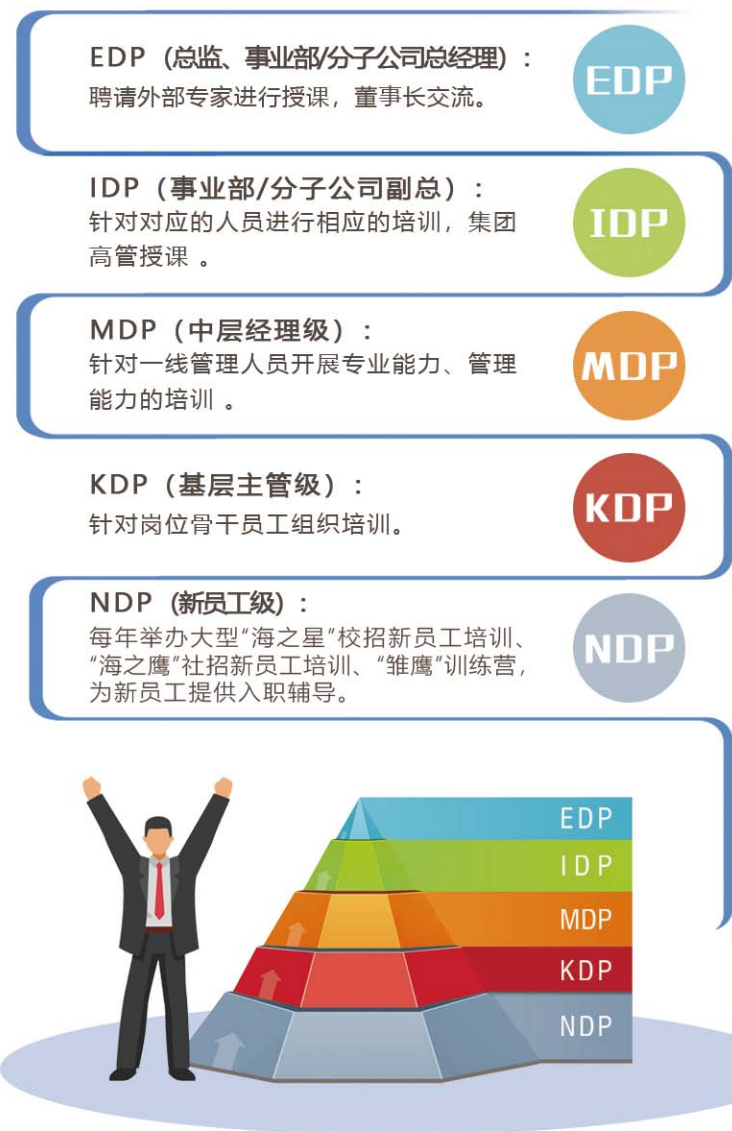 EDP（总监、事业部/分子公司总经理）：
聘请外部专家进行授课，董事长交流。
EDP
IDP（事业部/分子公司副总）：
针对对应的人员进行相应的培训，集团
高管授课 。
IDP
MDP（中层经理级）：
针对一线管理人员开展专业能力、管理
能力的培训 。
MDP
KDP（基层主管级）：
针对岗位骨干员工组织培训。
KDP
NDP（新员工级）：
每年举办大型“海之星”校招新员工培训、
“海之鹰”社招新员工培训、“雏鹰”训练营，
为新员工提供入职辅导。
NDP
EDP
IDP
MDP
KDP
NDP